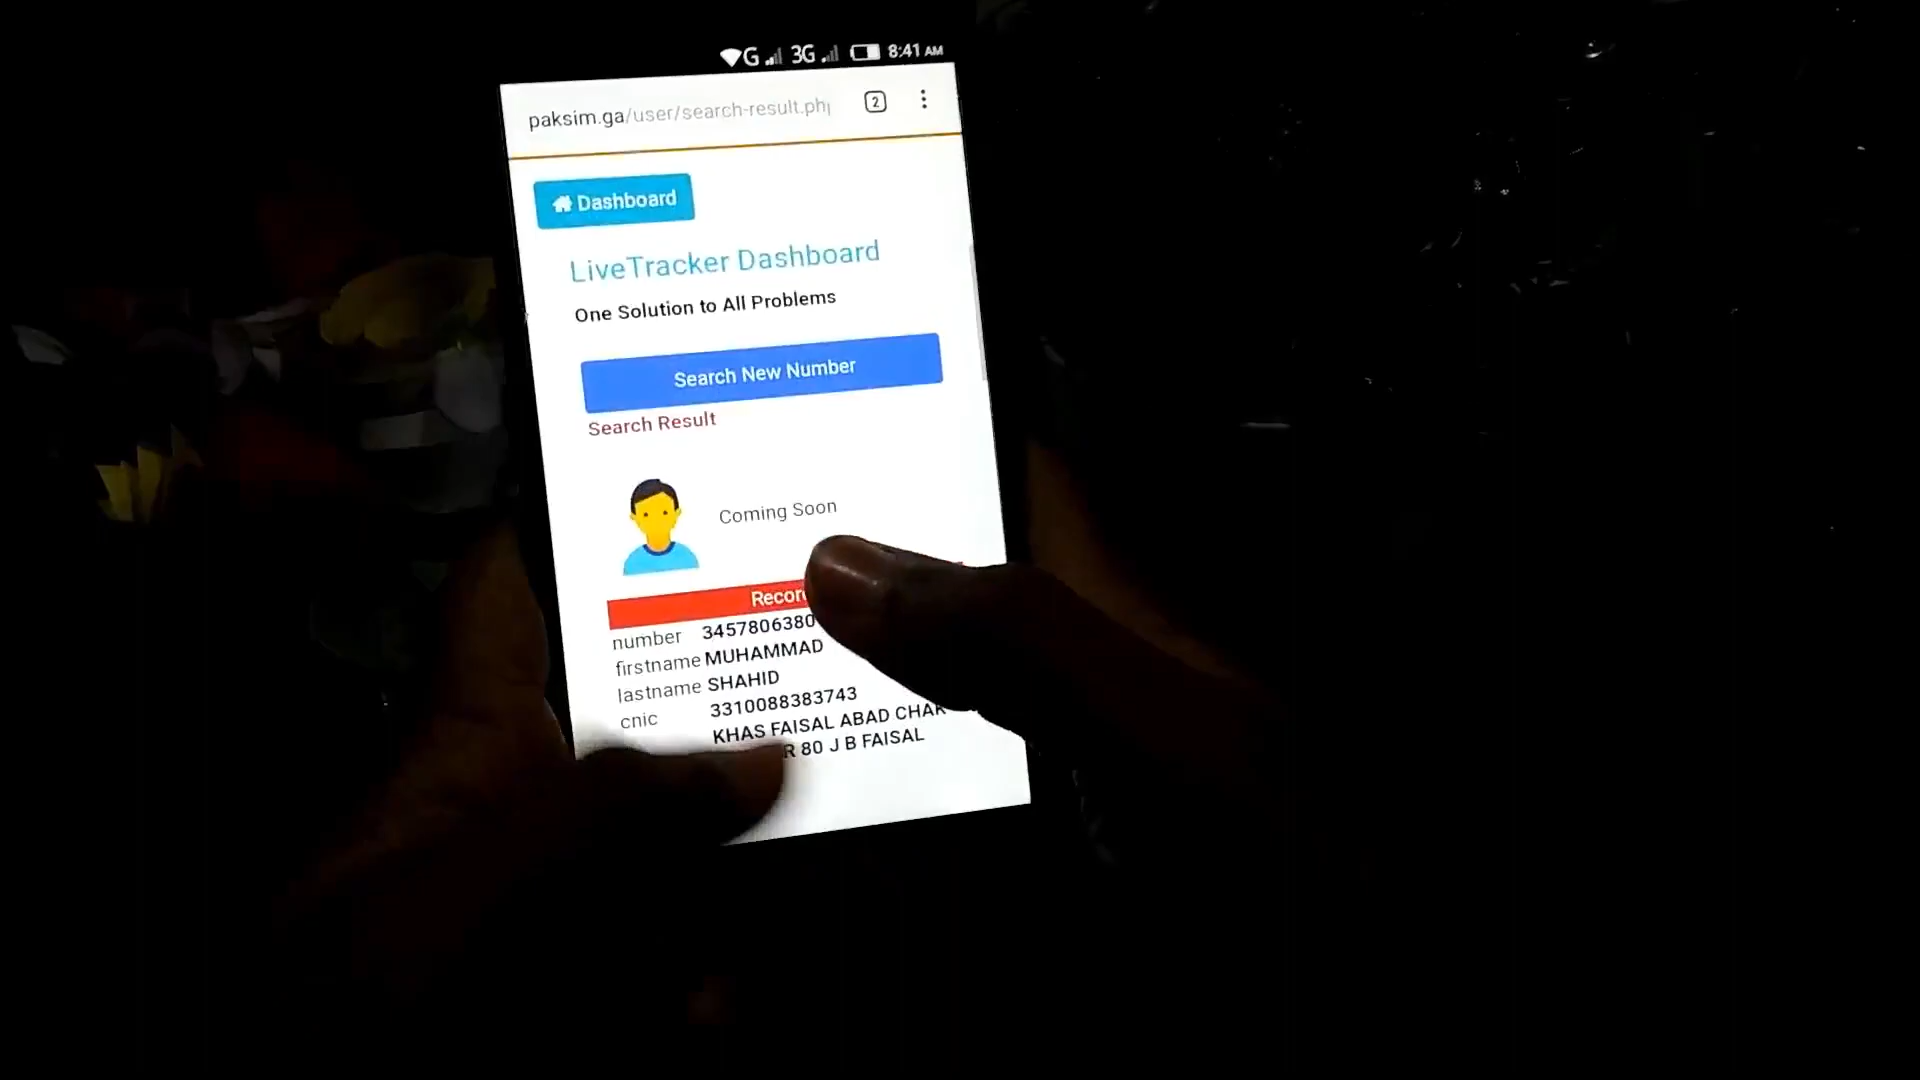 G 3G 8:41 AM
paksim.ga/user/search-result.php
2
Dashboard
LiveTracker Dashboard
One Solution to All Problems
Search New Number
Search Result
Coming Soon
Recor
number 3457806380
firstname MUHAMMAD
lastname SHAHID
cnic 3310088383743
KHAS FAISAL ABAD CHAK
R 80 J B FAISAL